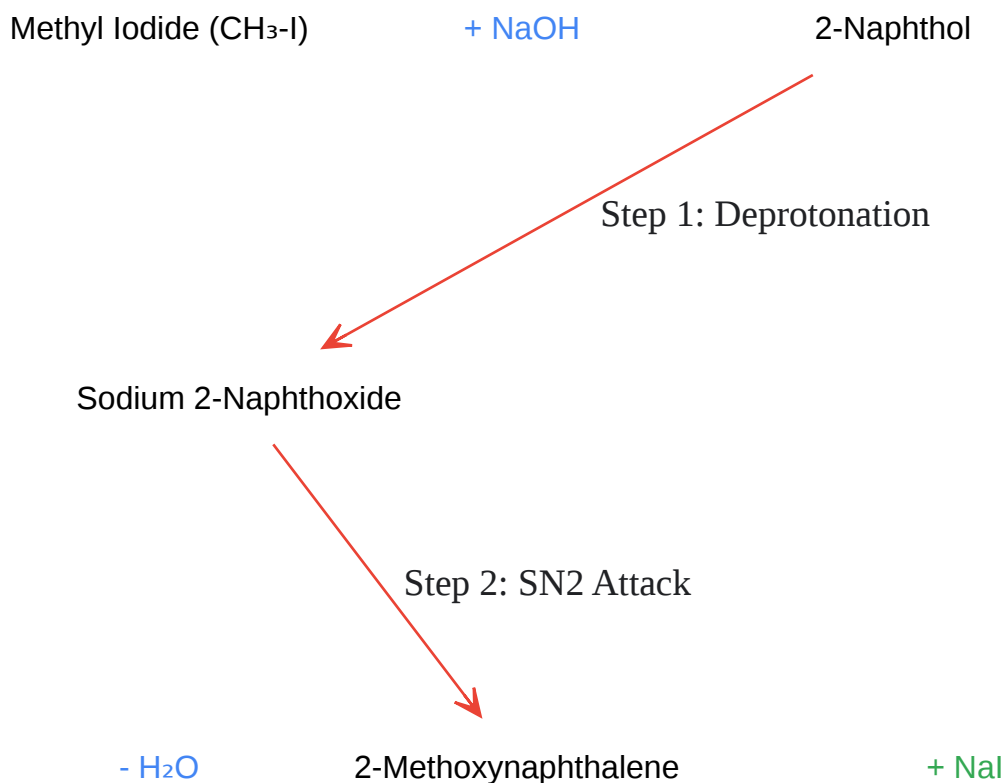 Methyl Iodide (CH₃-I) + NaOH 2-Naphthol
Step 1: Deprotonation
Sodium 2-Naphthoxide
Step 2: SN2 Attack
- H₂O 2-Methoxynaphthalene + NaI